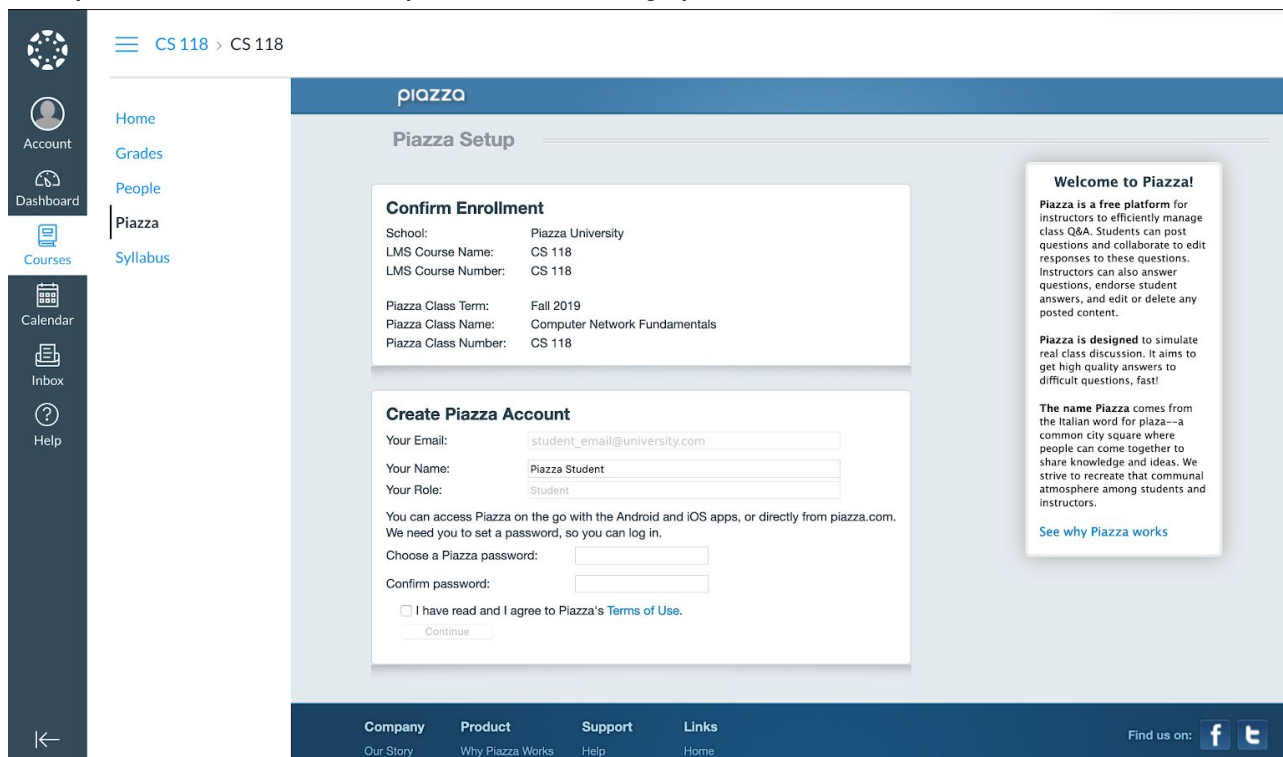 CS 118 > CS 118
Account
Dashboard
Courses
Calendar
Inbox
Help
Home
Grades
People
Piazza
Syllabus
piazza
Piazza Setup
Confirm Enrollment
School: Piazza University
LMS Course Name: CS 118
LMS Course Number: CS 118
Piazza Class Term: Fall 2019
Piazza Class Name: Computer Network Fundamentals
Piazza Class Number: CS 118
Create Piazza Account
Your Email: student_email@university.com
Your Name: Piazza Student
Your Role: Student
You can access Piazza on the go with the Android and iOS apps, or directly from piazza.com.
We need you to set a password, so you can log in.
Choose a Piazza password:
Confirm password:
I have read and I agree to Piazza's Terms of Use.
Continue
Welcome to Piazza!
Piazza is a free platform for
instructors to efficiently manage
class Q&A. Students can post
questions and collaborate to edit
responses to these questions.
Instructors can also answer
questions, endorse student
answers, and edit or delete any
posted content.
Piazza is designed to simulate
real class discussion. It aims to
get high quality answers to
difficult questions, fast!
The name Piazza comes from
the Italian word for plaza--a
common city square where
people can come together to
share knowledge and ideas. We
strive to recreate that communal
atmosphere among students and
instructors.
See why Piazza works
Company Product Support Links
Our Story Why Piazza Works Help Home
Find us on: